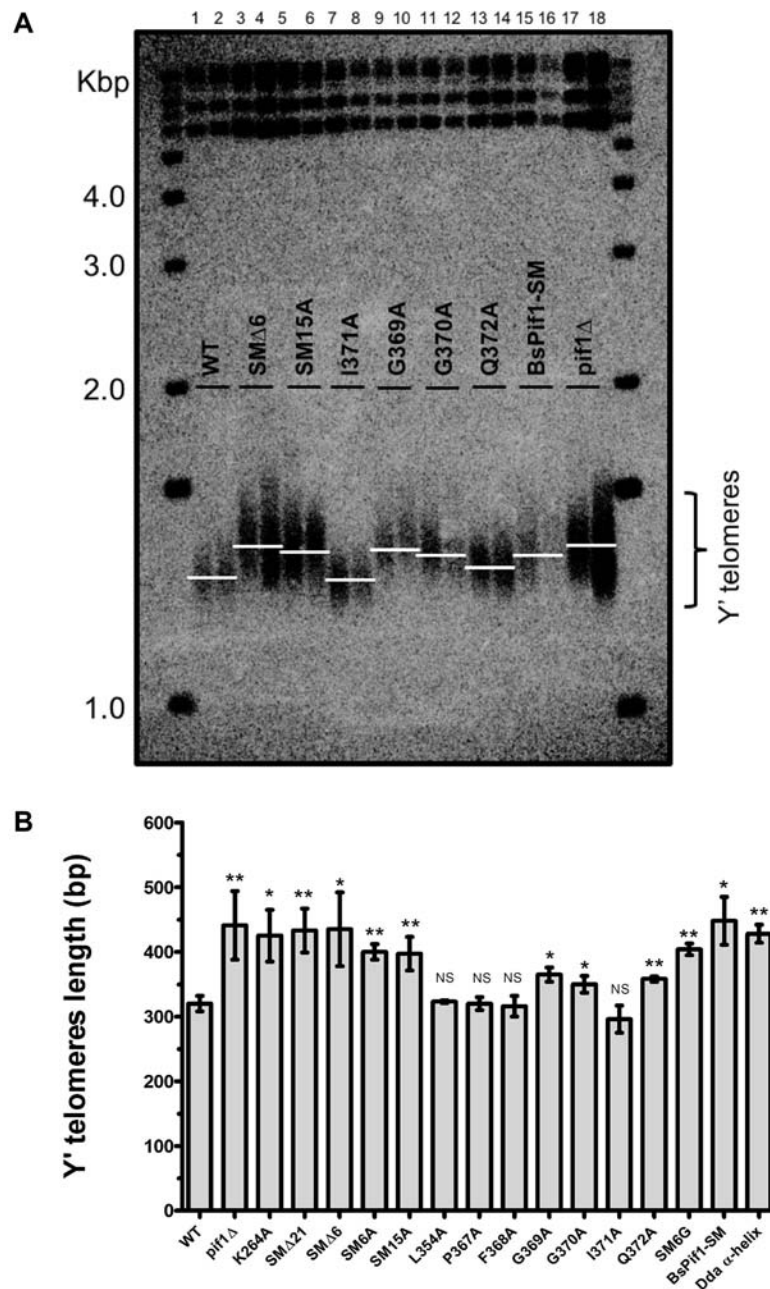 A
1 2 3 4 5 6 7 8 9 10 11 12 13 14 15 16 17 18
Kbp
4.0
3.0
2.0
1.0
WT
SMΔ6
SM15A
I371A
G369A
G370A
Q372A
BsPif1-SM
pif1Δ
Y' telomeres
B
Y' telomeres length (bp)
600
500
400
300
200
100
0
** * ** * ** ** NS NS NS * * NS ** ** * **
WT pif1Δ K264A SMΔ21 SMΔ6 SM6A SM15A L354A P367A F368A G369A G370A I371A Q372A SM6G BsPif1-SM Dda α-helix